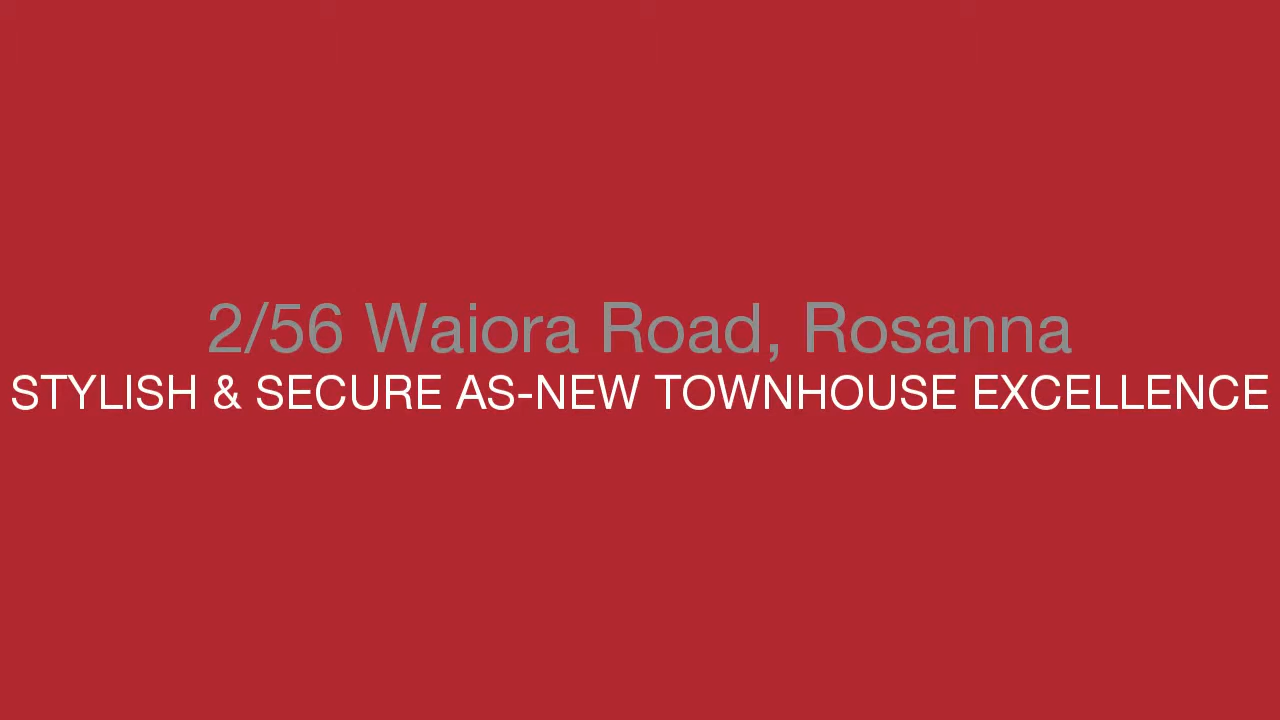 2/56 Waiora Road, Rosanna
STYLISH & SECURE AS-NEW TOWNHOUSE EXCELLENCE